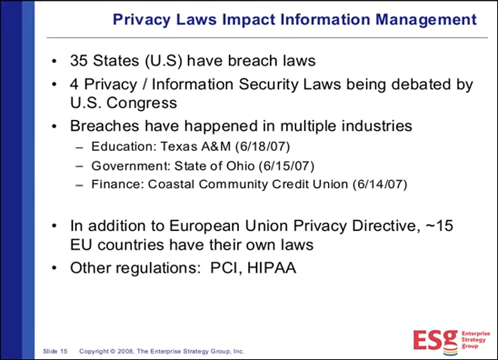 Privacy Laws Impact Information Management
• 35 States (U.S) have breach laws
• 4 Privacy / Information Security Laws being debated by
U.S. Congress
• Breaches have happened in multiple industries
– Education: Texas A&M (6/18/07)
– Government: State of Ohio (6/15/07)
– Finance: Coastal Community Credit Union (6/14/07)
• In addition to European Union Privacy Directive, ~15
EU countries have their own laws
• Other regulations: PCI, HIPAA
Slide 15 Copyright © 2008, The Enterprise Strategy Group, Inc.
ESg Enterprise
Strategy
Group